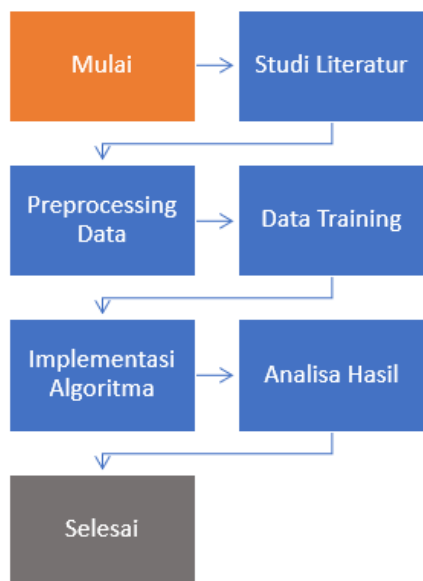 Mulai
Studi Literatur
Preprocessing
Data
Data Training
Implementasi
Algoritma
Analisa Hasil
Selesai